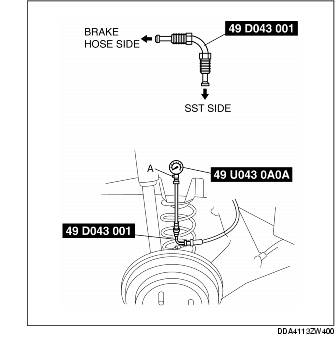 49 D043 001
BRAKE
HOSE SIDE
SST SIDE
A
49 U043 0A0A
49 D043 001
DDA4113ZW400